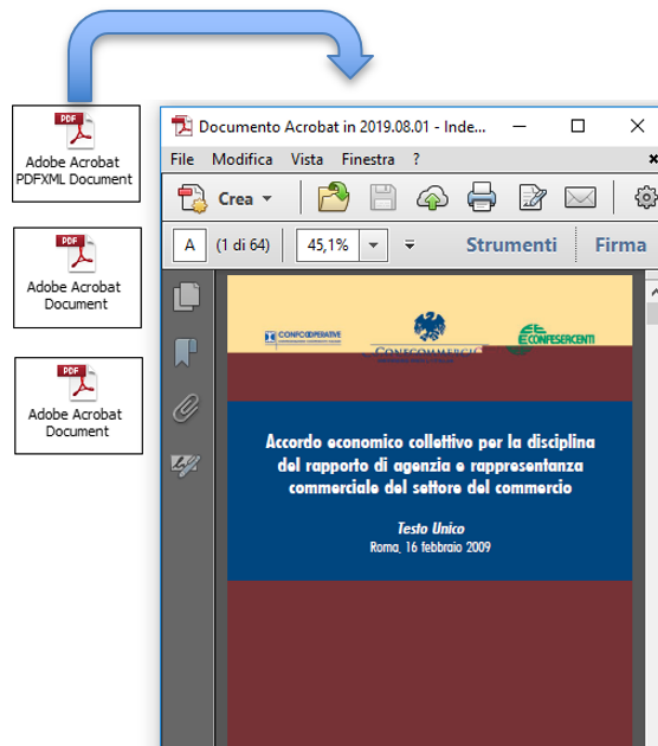 PDF
Adobe Acrobat
PDFXML Document
PDF
Adobe Acrobat
Document
PDF
Adobe Acrobat
Document
Documento Acrobat in 2019.08.01 - Inde...
File Modifica Vista Finestra ?
Crea
A (1 di 64) 45,1% Strumenti Firma
CONFCOOPERATIVE
CONFCOMMERCIO
CONFESERCENTI
Accordo economico collettivo per la disciplina
del rapporto di agenzia e rappresentanza
commerciale del settore del commercio
Testo Unico
Roma, 16 febbraio 2009